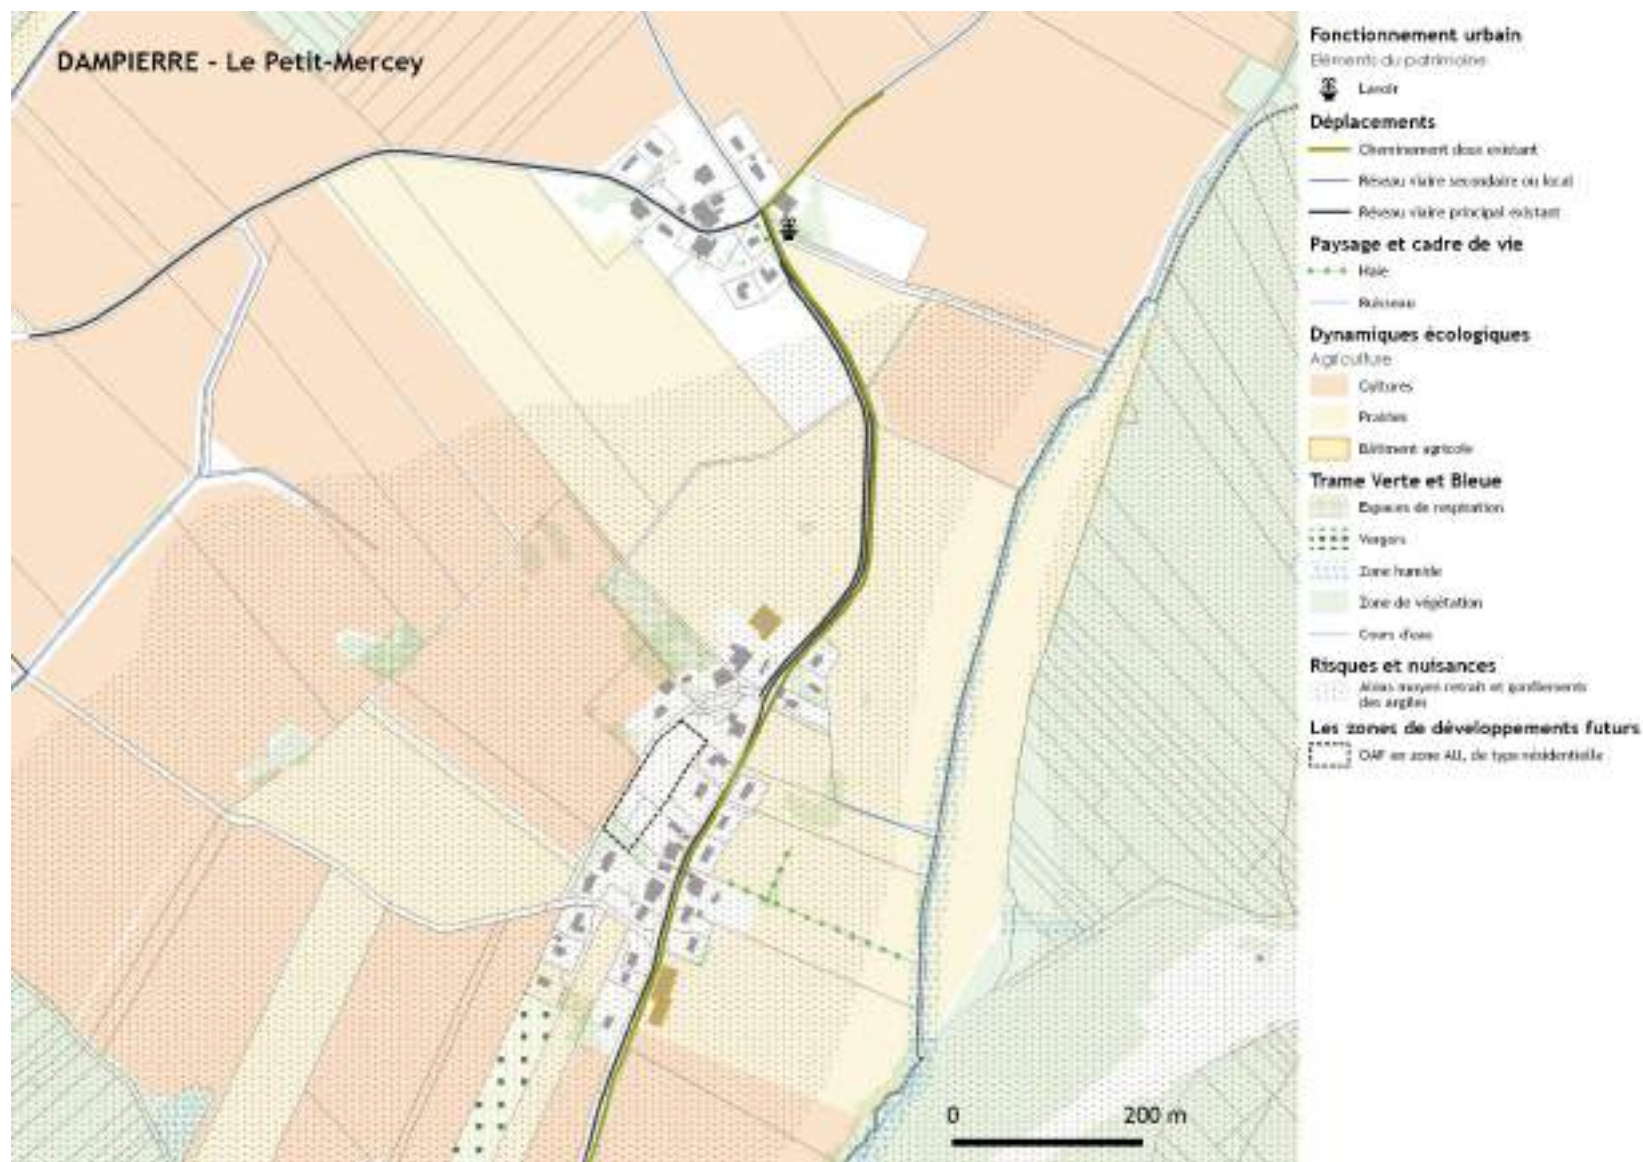 DAMPIERRE - Le Petit-Mercey
Fonctionnement urbain
Eléments du patrimoine
Lavoir
Déplacements
Cheminement doux existant
Réseau viaire secondaire ou local
Réseau viaire principal existant
Paysage et cadre de vie
Haie
Ruisseau
Dynamiques écologiques
Agriculture
Cultures
Prairies
Bâtiment agricole
Trame Verte et Bleue
Espaces de respiration
Vergers
Zone humide
Zone de végétation
Cours d'eau
Risques et nuisances
Aléas moyen retrait et gonflements
des argiles
Les zones de développements futurs
OAP en zone AU, de type résidentielle
0 200 m